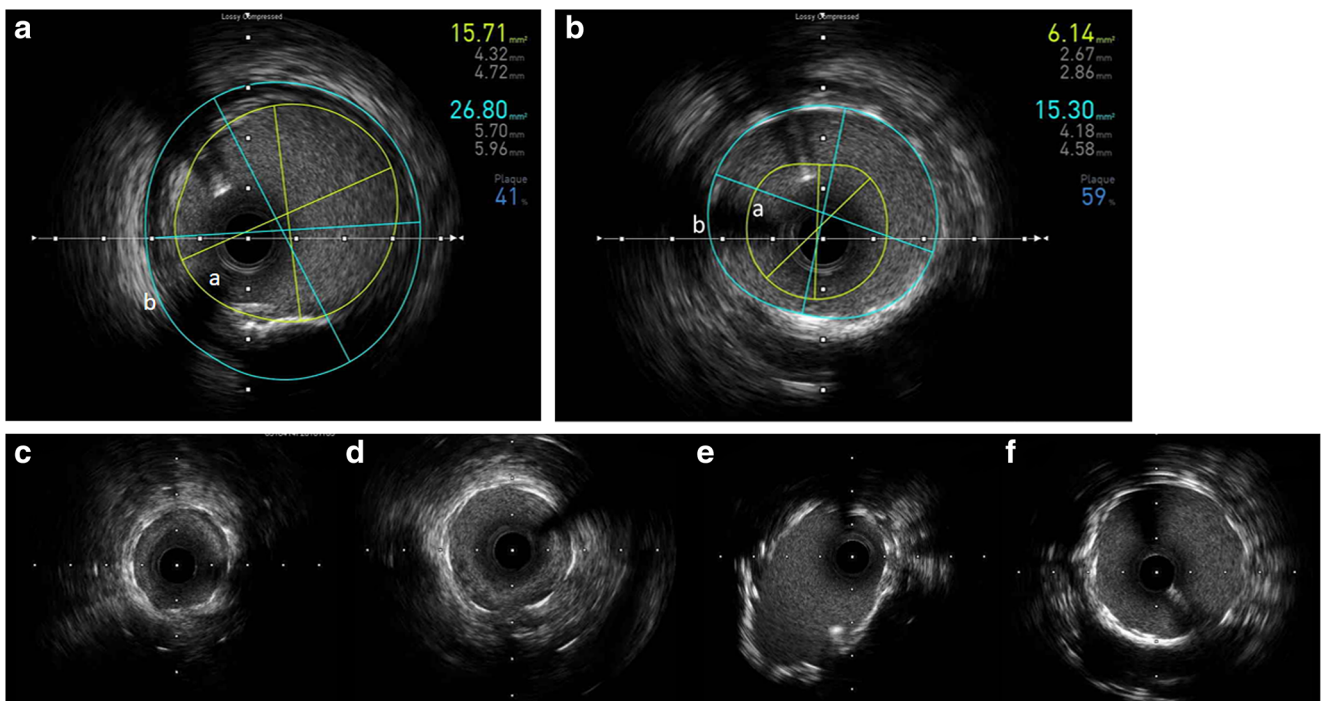 a
Lossy Compressed
15.71 mm²
4.32 mm
4.72 mm
26.80 mm²
5.70 mm
5.96 mm
Plaque
41 %
a
b
b
Lossy Compressed
6.14 mm²
2.67 mm
2.86 mm
15.30 mm²
4.18 mm
4.58 mm
Plaque
59 %
a
b
c
d
e
f